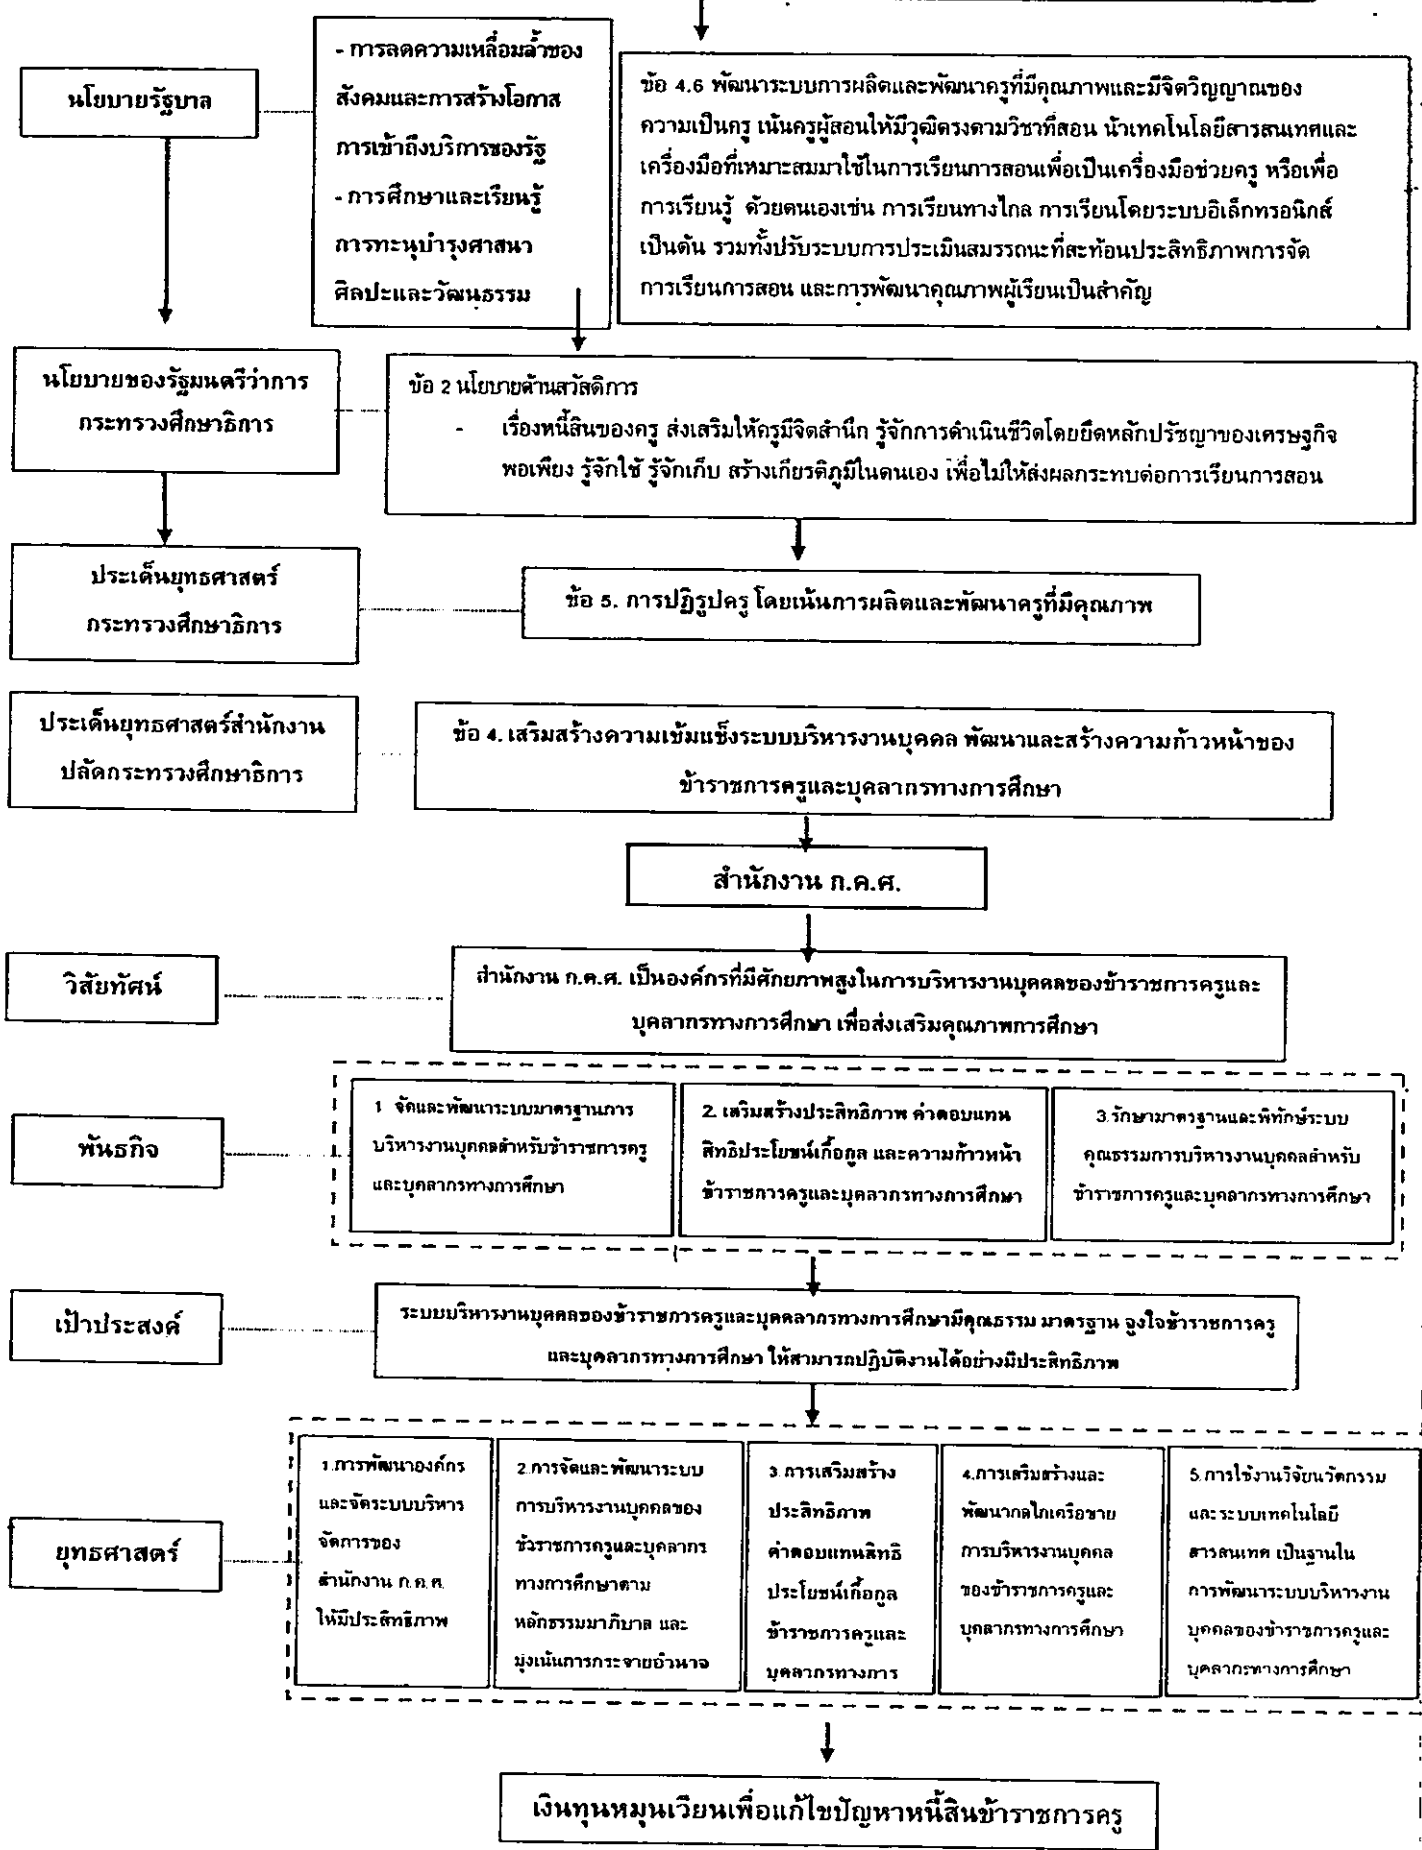 นโยบายรัฐบาล
- การลดความเหลื่อมล้ำของ
สังคมและการสร้างโอกาส
การเข้าถึงบริการของรัฐ
- การศึกษาและเรียนรู้
การทะนุบำรุงศาสนา
ศิลปะและวัฒนธรรม
ข้อ 4.6 พัฒนาระบบการผลิตและพัฒนาครูที่มีคุณภาพและมีจิตวิญญาณของ
ความเป็นครู เน้นครูผู้สอนให้มีวุฒิตรงตามวิชาที่สอน นำเทคโนโลยีสารสนเทศและ
เครื่องมือที่เหมาะสมมาใช้ในการเรียนการสอนเพื่อเป็นเครื่องมือช่วยครู หรือเพื่อ
การเรียนรู้ ด้วยตนเองเช่น การเรียนทางไกล การเรียนโดยระบบอิเล็กทรอนิกส์
เป็นต้น รวมทั้งปรับระบบการประเมินสมรรถนะที่สะท้อนประสิทธิภาพการจัด
การเรียนการสอน และการพัฒนาคุณภาพผู้เรียนเป็นสำคัญ
นโยบายของรัฐมนตรีว่าการ
กระทรวงศึกษาธิการ
ข้อ 2 นโยบายด้านสวัสดิการ
- เรื่องหนี้สินของครู ส่งเสริมให้ครูมีจิตสำนึก รู้จักการดำเนินชีวิตโดยยึดหลักปรัชญาของเศรษฐกิจ
พอเพียง รู้จักใช้ รู้จักเก็บ สร้างเกียรติภูมิในตนเอง เพื่อไม่ให้ส่งผลกระทบต่อการเรียนการสอน
ประเด็นยุทธศาสตร์
กระทรวงศึกษาธิการ
ข้อ 5. การปฏิรูปครู โดยเน้นการผลิตและพัฒนาครูที่มีคุณภาพ
ประเด็นยุทธศาสตร์สำนักงาน
ปลัดกระทรวงศึกษาธิการ
ข้อ 4. เสริมสร้างความเข้มแข็งระบบบริหารงานบุคคล พัฒนาและสร้างความก้าวหน้าของ
ข้าราชการครูและบุคลากรทางการศึกษา
สำนักงาน ก.ค.ศ.
วิสัยทัศน์
สำนักงาน ก.ค.ศ. เป็นองค์กรที่มีศักยภาพสูงในการบริหารงานบุคคลของข้าราชการครูและ
บุคลากรทางการศึกษา เพื่อส่งเสริมคุณภาพการศึกษา
พันธกิจ
1 จัดและพัฒนาระบบมาตรฐานการ
บริหารงานบุคคลสำหรับข้าราชการครู
และบุคลากรทางการศึกษา
2. เสริมสร้างประสิทธิภาพ ค่าตอบแทน
สิทธิประโยชน์เกื้อกูล และความก้าวหน้า
ข้าราชการครูและบุคลากรทางการศึกษา
3.รักษามาตรฐานและพิทักษ์ระบบ
คุณธรรมการบริหารงานบุคคลสำหรับ
ข้าราชการครูและบุคลากรทางการศึกษา
เป้าประสงค์
ระบบบริหารงานบุคคลของข้าราชการครูและบุคคลากรทางการศึกษามีคุณธรรม มาตรฐาน จูงใจข้าราชการครู
และบุคลากรทางการศึกษา ให้สามารถปฏิบัติงานได้อย่างมีประสิทธิภาพ
ยุทธศาสตร์
1.การพัฒนาองค์กร
และจัดระบบบริหาร
จัดการของ
สำนักงาน ก.ค.ศ.
ให้มีประสิทธิภาพ
2.การจัดและพัฒนาระบบ
การบริหารงานบุคคลของ
ข้าราชการครูและบุคลากร
ทางการศึกษาตาม
หลักธรรมมาภิบาล และ
มุ่งเน้นการกระจายอำนาจ
3.การเสริมสร้าง
ประสิทธิภาพ
ค่าตอบแทนสิทธิ
ประโยชน์เกื้อกูล
ข้าราชการครูและ
บุคลากรทางการ
4.การเสริมสร้างและ
พัฒนากลไกเครือข่าย
การบริหารงานบุคคล
ของข้าราชการครูและ
บุคลากรทางการศึกษา
5.การใช้งานวิจัยนวัตกรรม
และระบบเทคโนโลยี
สารสนเทศ เป็นฐานใน
การพัฒนาระบบบริหารงาน
บุคคลของข้าราชการครูและ
บุคลากรทางการศึกษา
เงินทุนหมุนเวียนเพื่อแก้ไขปัญหาหนี้สินข้าราชการครู